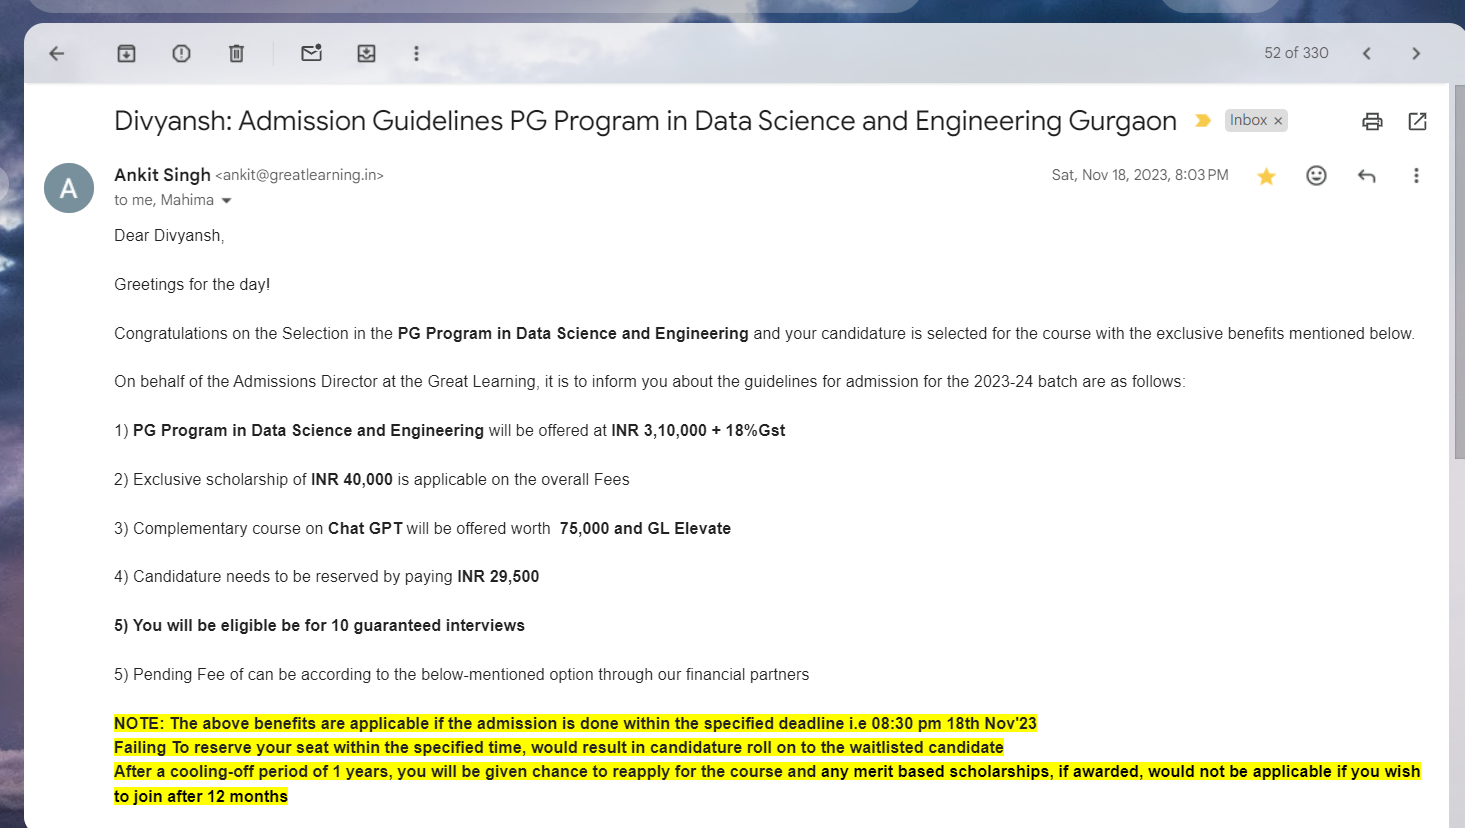 52 of 330
Divyansh: Admission Guidelines PG Program in Data Science and Engineering Gurgaon
Inbox ×
A
Ankit Singh <ankit@greatlearning.in>
Sat, Nov 18, 2023, 8:03 PM
to me, Mahima
Dear Divyansh,
Greetings for the day!
Congratulations on the Selection in the PG Program in Data Science and Engineering and your candidature is selected for the course with the exclusive benefits mentioned below.
On behalf of the Admissions Director at the Great Learning, it is to inform you about the guidelines for admission for the 2023-24 batch are as follows:
1) PG Program in Data Science and Engineering will be offered at INR 3,10,000 + 18%Gst
2) Exclusive scholarship of INR 40,000 is applicable on the overall Fees
3) Complementary course on Chat GPT will be offered worth  75,000 and GL Elevate
4) Candidature needs to be reserved by paying INR 29,500
5) You will be eligible be for 10 guaranteed interviews
5) Pending Fee of can be according to the below-mentioned option through our financial partners
NOTE: The above benefits are applicable if the admission is done within the specified deadline i.e 08:30 pm 18th Nov'23
Failing To reserve your seat within the specified time, would result in candidature roll on to the waitlisted candidate
After a cooling-off period of 1 years, you will be given chance to reapply for the course and any merit based scholarships, if awarded, would not be applicable if you wish
to join after 12 months